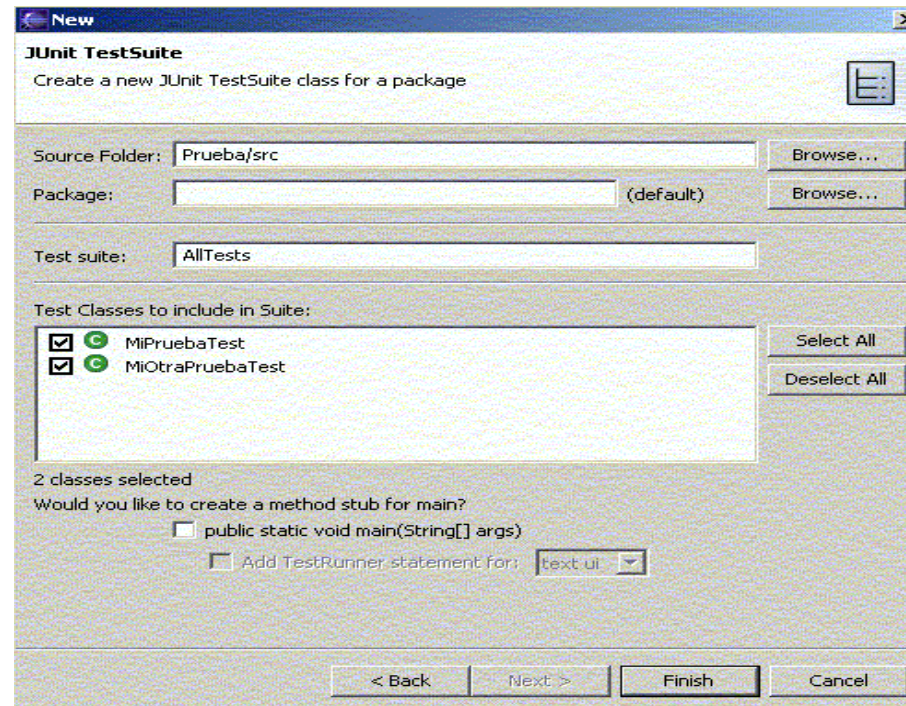 New
JUnit TestSuite
Create a new JUnit TestSuite class for a package
Source Folder: Prueba/src Browse...
Package: (default) Browse...
Test suite: AllTests
Test Classes to include in Suite:
MiPruebaTest Select All
MiOtraPruebaTest
Deselect All
2 classes selected
Would you like to create a method stub for main?
public static void main(String[] args)
Add TestRunner statement for: text ui
< Back Next > Finish Cancel